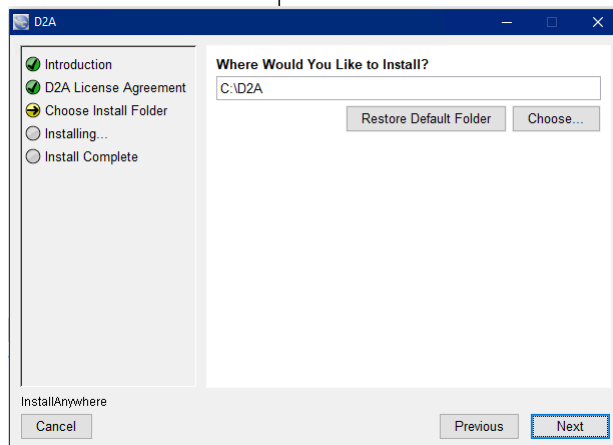 D2A
Introduction
D2A License Agreement
Choose Install Folder
Installing...
Install Complete
Where Would You Like to Install?
C:\D2A
Restore Default Folder
Choose...
InstallAnywhere
Cancel
Previous
Next